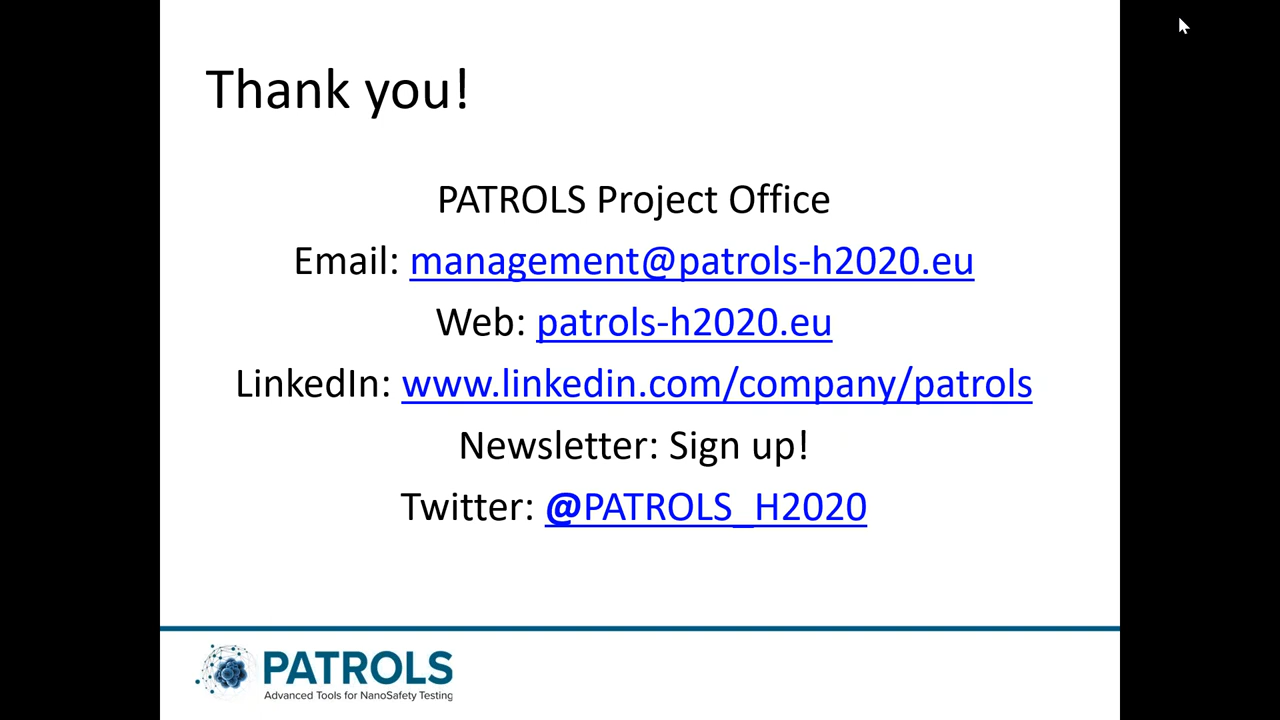 Thank you!
PATROLS Project Office
Email: management@patrols-h2020.eu
Web: patrols-h2020.eu
LinkedIn: www.linkedin.com/company/patrols
Newsletter: Sign up!
Twitter: @PATROLS_H2020
PATROLS
Advanced Tools for NanoSafety Testing